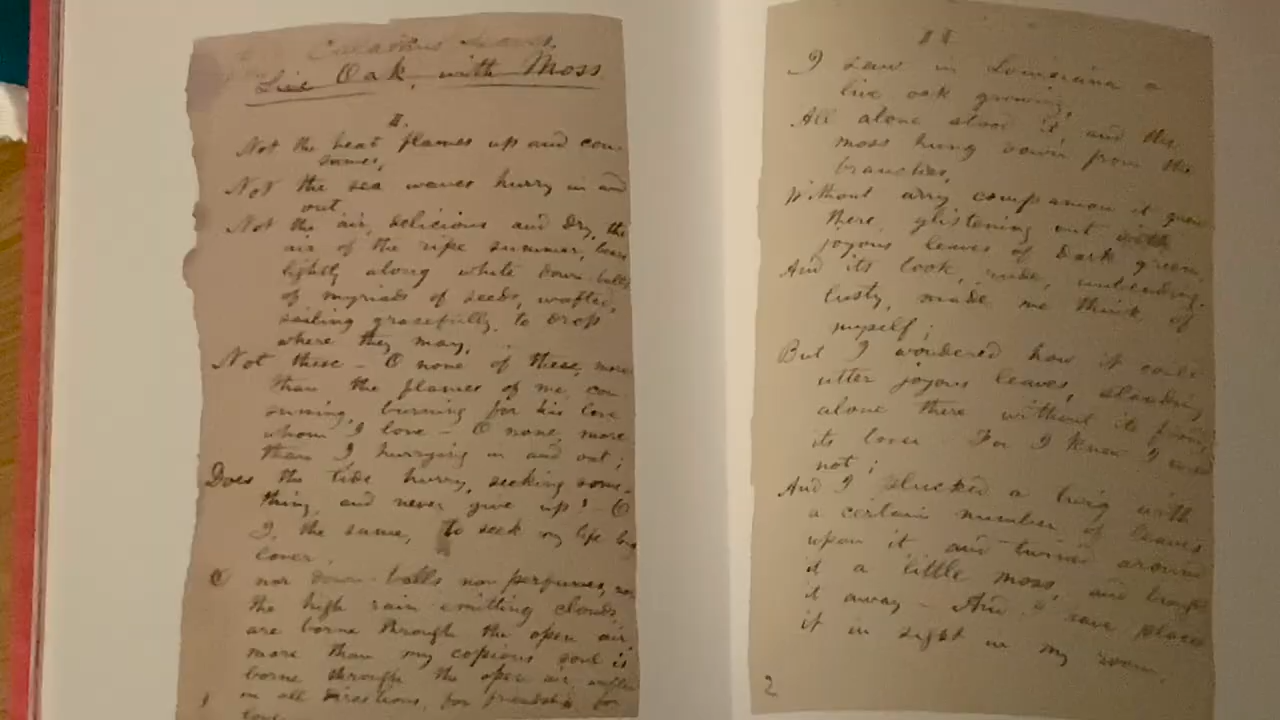 Calamus Leaves.
Live Oak, with Moss
I.
Not the heat flames up and con-
sumes,
Not the sea waves hurry in and
out,
Not the air, delicious and dry, the
air of the ripe summer, bears
lightly along white down-balls
of myriads of seeds, wafted,
sailing gracefully, to drop
where they may,
Not these — O none of these, more
than the flames of me, con-
suming, burning for his love
whom I love — O none, more
than I hurrying in and out;
Does the tide hurry, seeking some-
thing, and never give up? — O
I, the same, to seek my life
lover;
O nor down-balls nor perfumes, nor
the high rain-emitting clouds,
are borne through the open air
more than my copious soul is
borne through the open air, wafted
in all directions, for friendship, for
love.
II
I saw in Louisiana a
live oak growing,
All alone stood it, and the
moss hung down from the
branches,
Without any companion it grew
there, glistening out with
joyous leaves of dark green,
And its look, rude, unbending,
lusty, made me think of
myself;
But I wondered how it could
utter joyous leaves, standing
alone there without its friend,
its lover — For I knew I could
not;
And I plucked a twig with
a certain number of leaves
upon it and twined around
it a little moss, and brought
it away — And I have placed
it in sight in my room,
2